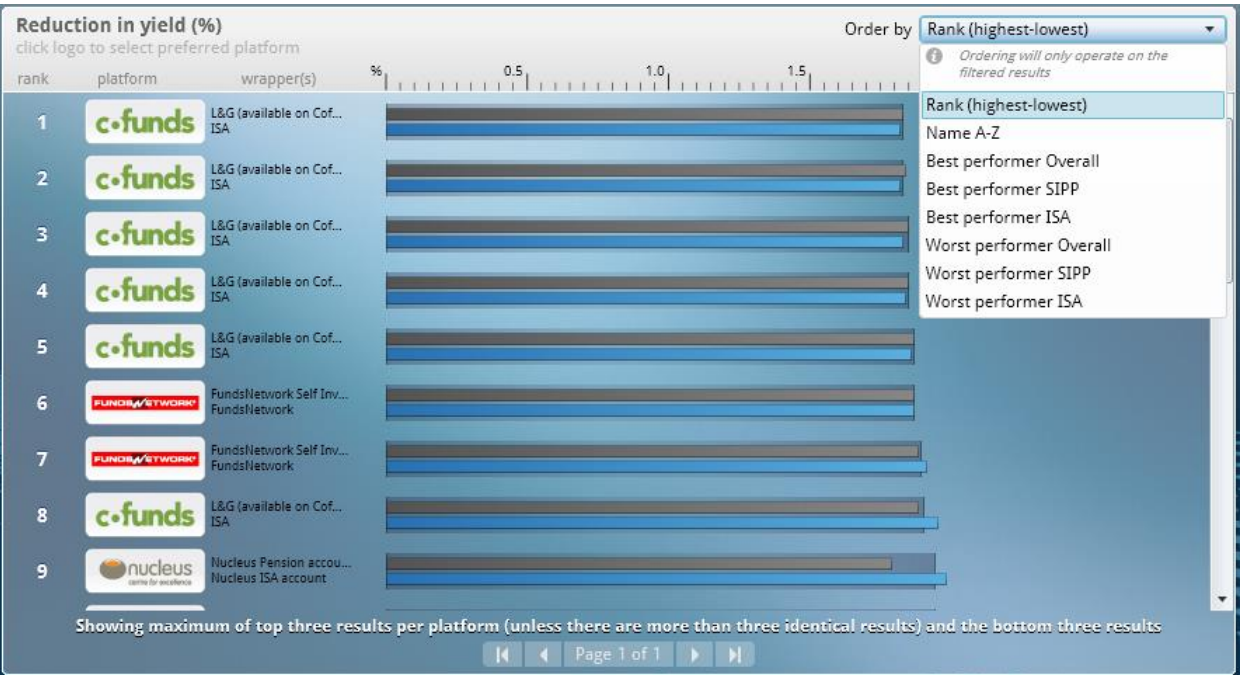 Reduction in yield (%)
click logo to select preferred platform
Order by Rank (highest-lowest)
Ordering will only operate on the
filtered results
Rank (highest-lowest)
Name A-Z
Best performer Overall
Best performer SIPP
Best performer ISA
Worst performer Overall
Worst performer SIPP
Worst performer ISA
rank platform wrapper(s) % 0.5 1.0 1.5
1 c•funds L&G (available on Cof...
ISA
2 c•funds L&G (available on Cof...
ISA
3 c•funds L&G (available on Cof...
ISA
4 c•funds L&G (available on Cof...
ISA
5 c•funds L&G (available on Cof...
ISA
6 FUNDSNETWORK FundsNetwork Self Inv...
FundsNetwork
7 FUNDSNETWORK FundsNetwork Self Inv...
FundsNetwork
8 c•funds L&G (available on Cof...
ISA
9 nucleus Nucleus Pension accou...
centre for excellence Nucleus ISA account
Showing maximum of top three results per platform (unless there are more than three identical results) and the bottom three results
Page 1 of 1